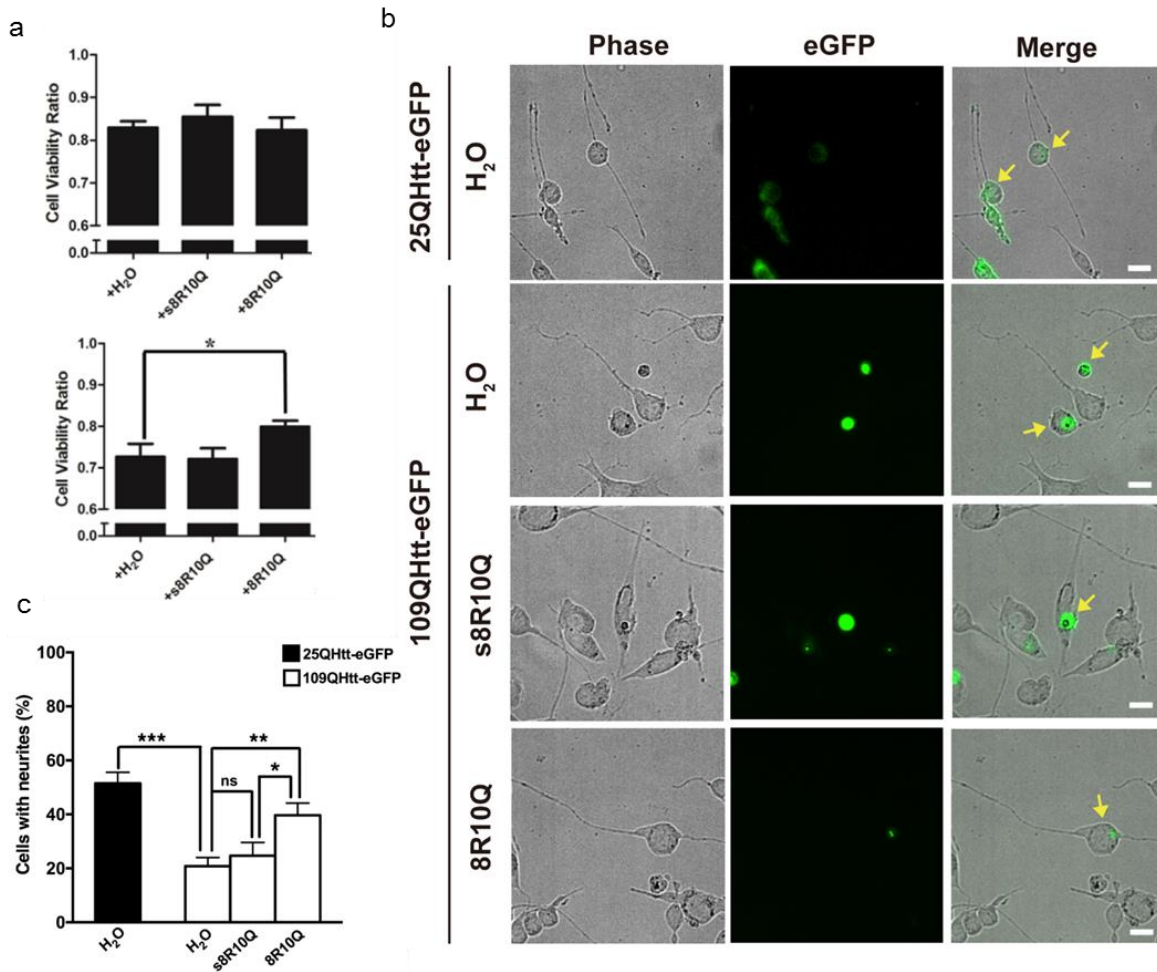 a
1.0
0.9
0.8
0.7
0.6
0.0
Cell Viability Ratio
+H₂O
+s8R10Q
+8R10Q
1.0
0.9
0.8
0.7
0.6
0.0
Cell Viability Ratio
*
+H₂O
+s8R10Q
+8R10Q
b
Phase
eGFP
Merge
25QHtt-eGFP
H₂O
109QHtt-eGFP
H₂O
s8R10Q
8R10Q
c
100
80
60
40
20
0
Cells with neurites (%)
25QHtt-eGFP
109QHtt-eGFP
***
**
ns
*
H₂O
H₂O
s8R10Q
8R10Q